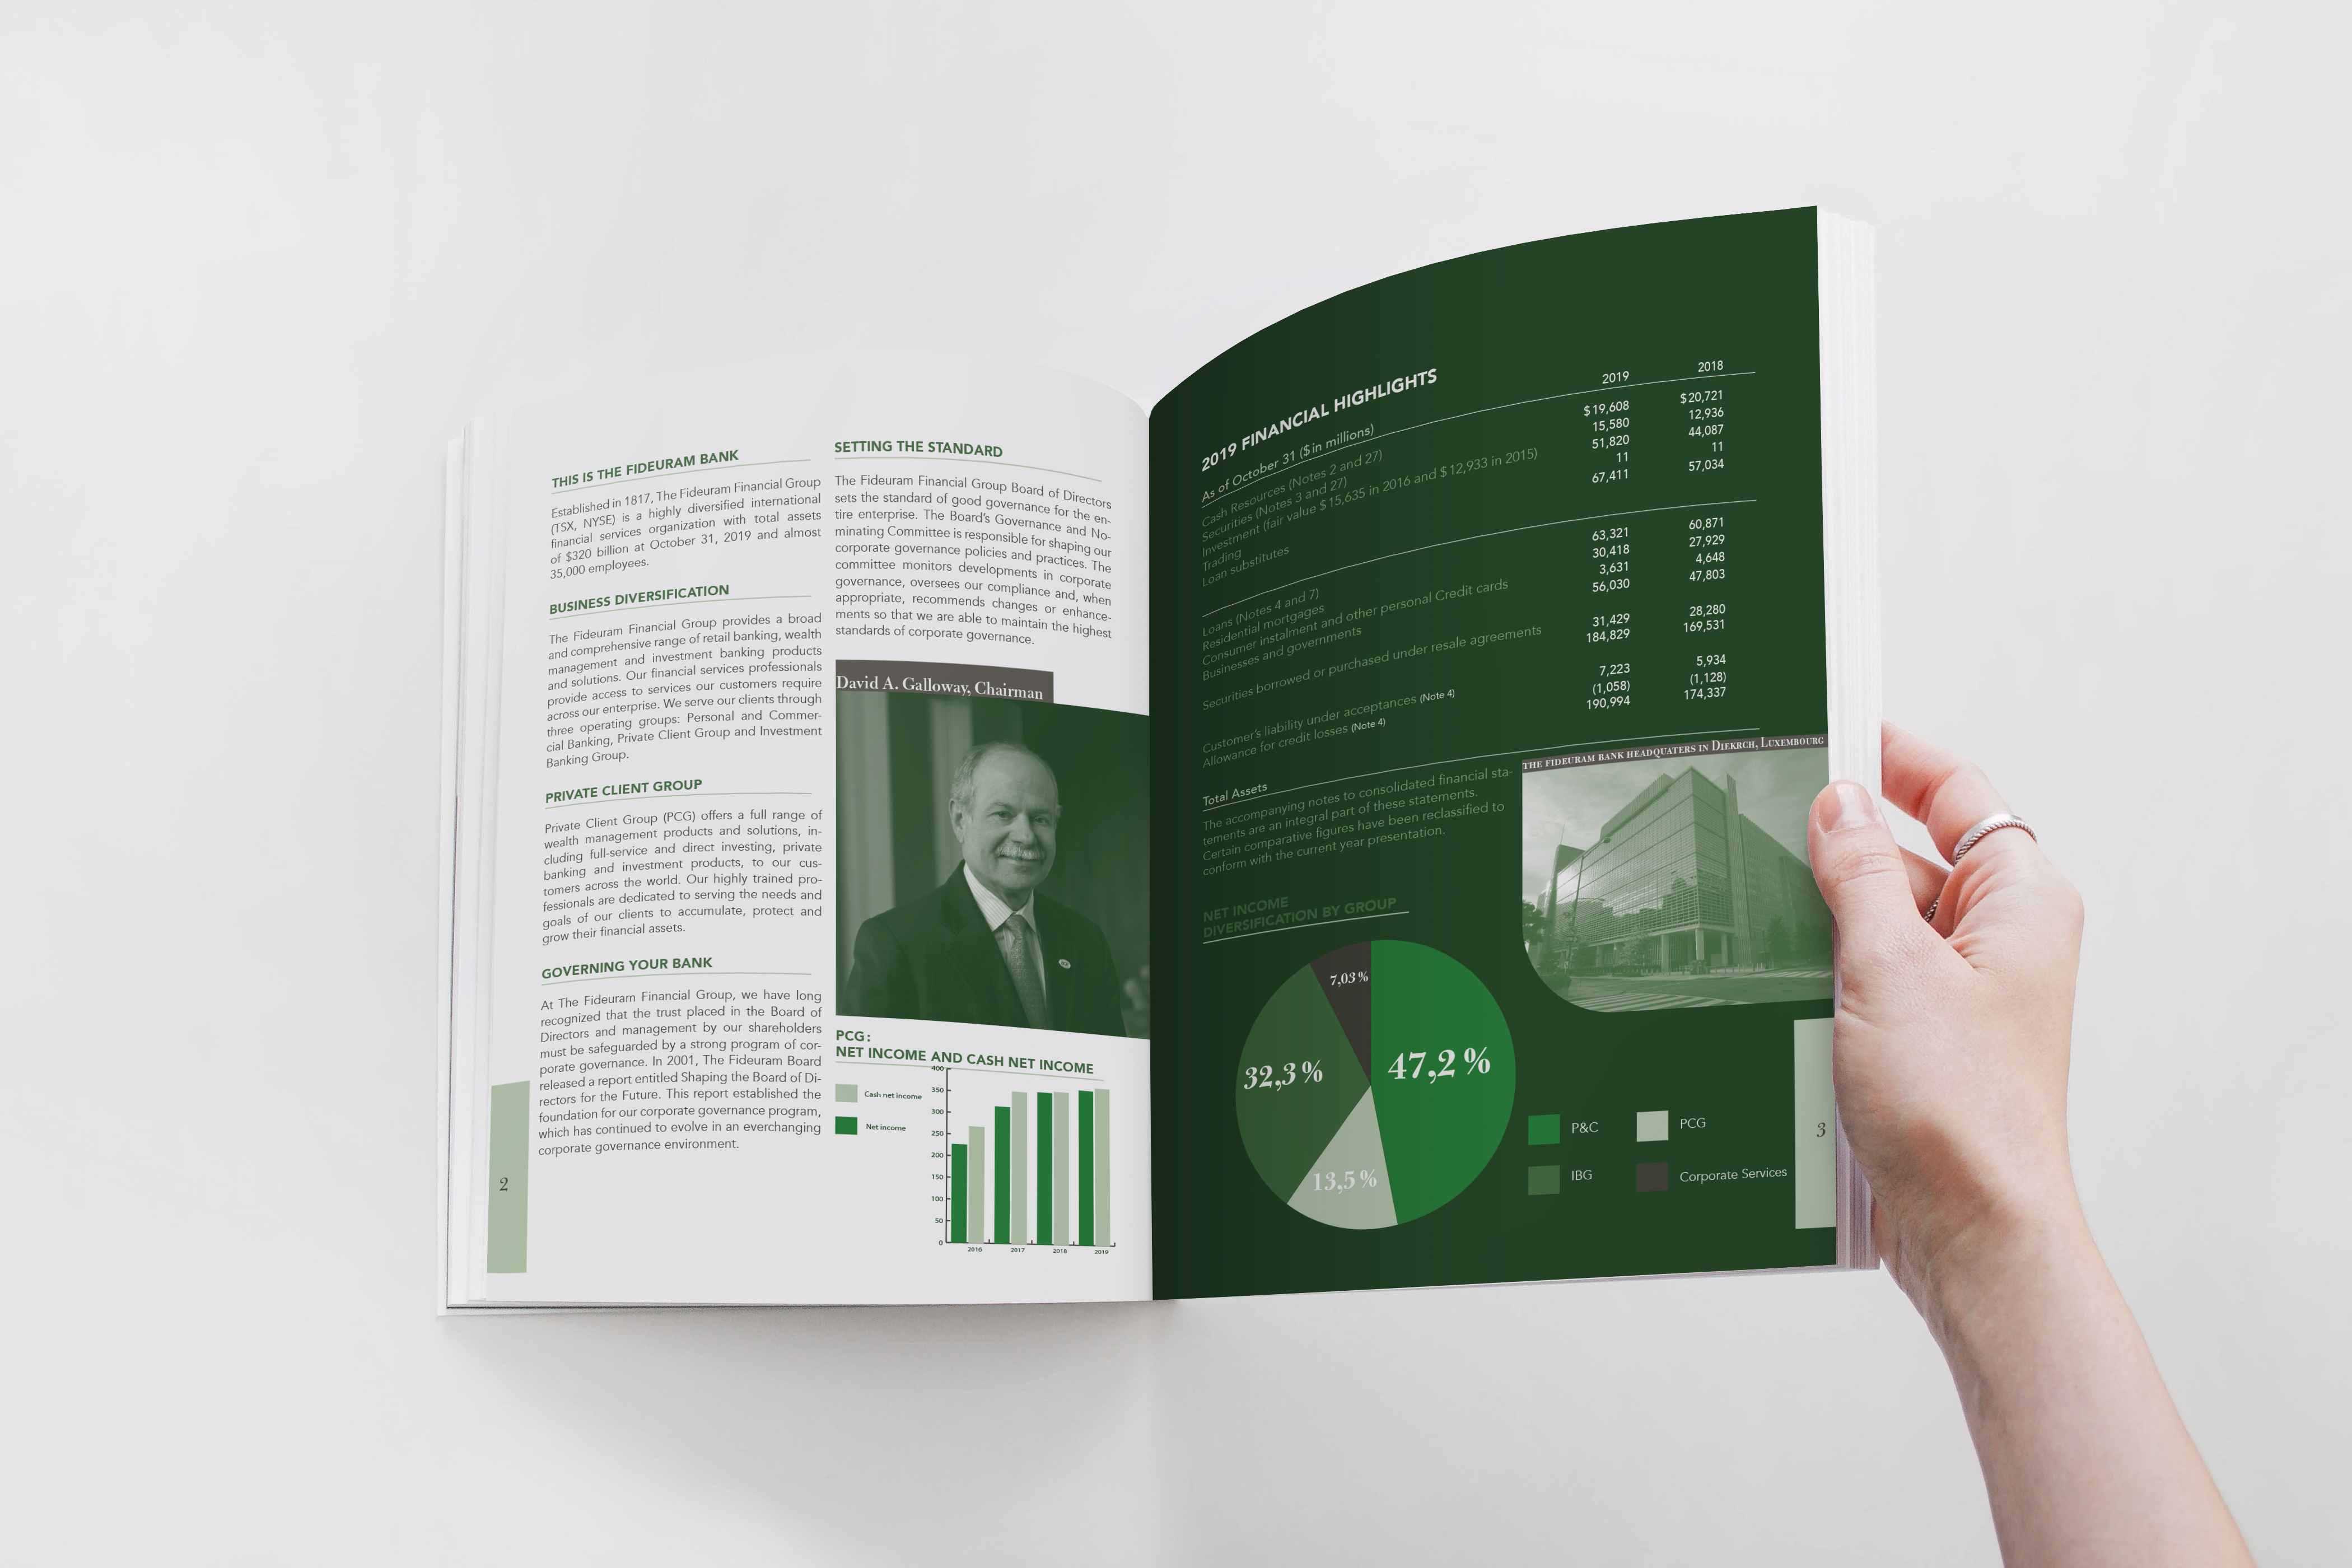 THIS IS THE FIDEURAM BANK
Established in 1817, The Fideuram Financial Group
(TSX, NYSE) is a highly diversified international
financial services organization with total assets
of $320 billion at October 31, 2019 and almost
35,000 employees.
BUSINESS DIVERSIFICATION
The Fideuram Financial Group provides a broad
and comprehensive range of retail banking, wealth
management and investment banking products
and solutions. Our financial services professionals
provide access to services our customers require
across our enterprise. We serve our clients through
three operating groups: Personal and Commer-
cial Banking, Private Client Group and Investment
Banking Group.
PRIVATE CLIENT GROUP
Private Client Group (PCG) offers a full range of
wealth management products and solutions, in-
cluding full-service and direct investing, private
banking and investment products, to our cus-
tomers across the world. Our highly trained pro-
fessionals are dedicated to serving the needs and
goals of our clients to accumulate, protect and
grow their financial assets.
GOVERNING YOUR BANK
At The Fideuram Financial Group, we have long
recognized that the trust placed in the Board of
Directors and management by our shareholders
must be safeguarded by a strong program of cor-
porate governance. In 2001, The Fideuram Board
released a report entitled Shaping the Board of Di-
rectors for the Future. This report established the
foundation for our corporate governance program,
which has continued to evolve in an everchanging
corporate governance environment.
2
SETTING THE STANDARD
The Fideuram Financial Group Board of Directors
sets the standard of good governance for the en-
tire enterprise. The Board's Governance and No-
minating Committee is responsible for shaping our
corporate governance policies and practices. The
committee monitors developments in corporate
governance, oversees our compliance and, when
appropriate, recommends changes or enhance-
ments so that we are able to maintain the highest
standards of corporate governance.
David A. Galloway, Chairman
PCG:
NET INCOME AND CASH NET INCOME
Cash net income
Net income
400
350
300
250
200
150
100
50
0
2016 2017 2018 2019
2019 FINANCIAL HIGHLIGHTS
As of October 31 ($ in millions) 2019 2018
Cash Resources (Notes 2 and 27) $ 19,608 $ 20,721
Securities (Notes 3 and 27) 15,580 12,936
Investment (fair value $ 15,635 in 2016 and $ 12,933 in 2015) 51,820 44,087
Trading 11 11
Loan substitutes 67,411 57,034
Loans (Notes 4 and 7) 63,321 60,871
Residential mortgages 30,418 27,929
Consumer instalment and other personal Credit cards 3,631 4,648
Businesses and governments 56,030 47,803
Securities borrowed or purchased under resale agreements 31,429 28,280
184,829 169,531
Customer's liability under acceptances (Note 4) 7,223 5,934
Allowance for credit losses (Note 4) (1,058) (1,128)
190,994 174,337
Total Assets
The accompanying notes to consolidated financial sta-
tements are an integral part of these statements.
Certain comparative figures have been reclassified to
conform with the current year presentation.
THE FIDEURAM BANK HEADQUATERS IN DIEKRCH, LUXEMBOURG
NET INCOME
DIVERSIFICATION BY GROUP
7,03 %
32,3 %
47,2 %
13,5 %
P&C
PCG
IBG
Corporate Services
3